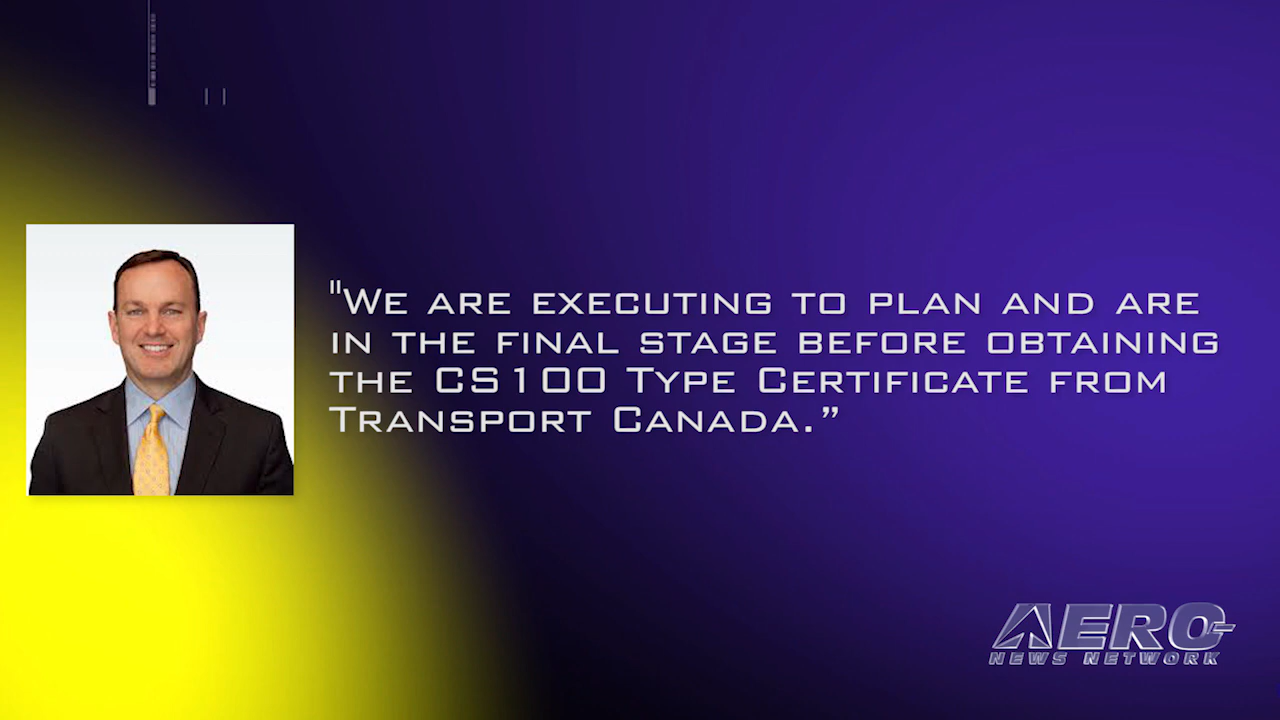 "We are executing to plan and are
in the final stage before obtaining
the CS100 Type Certificate from
Transport Canada.”
AERO
NEWS NETWORK